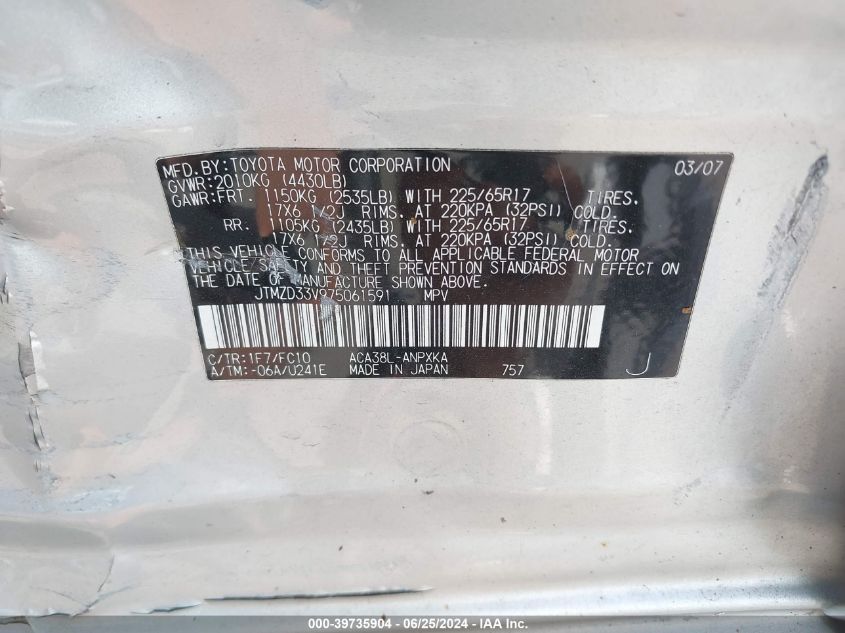 MFD. BY: TOYOTA MOTOR CORPORATION 03/07
GVWR: 2010KG (4430LB)
GAWR: FRT. 1150KG (2535LB) WITH 225/65R17 TIRES.
17X6 1/2J RIMS. AT 220KPA (32PSI) COLD.
RR. 1105KG (2435LB) WITH 225/65R17 TIRES.
17X6 1/2J RIMS. AT 220KPA (32PSI) COLD.
THIS VEHICLE CONFORMS TO ALL APPLICABLE FEDERAL MOTOR
VEHICLE/SAFETY AND THEFT PREVENTION STANDARDS IN EFFECT ON
THE DATE OF MANUFACTURE SHOWN ABOVE.
JTMZD33V975061591 MPV
C/TR: 1F7/FC10 ACA38L-ANPXKA
A/TM: -06A/U241E MADE IN JAPAN 757 J
000-39735904 - 06/25/2024 - IAA Inc.